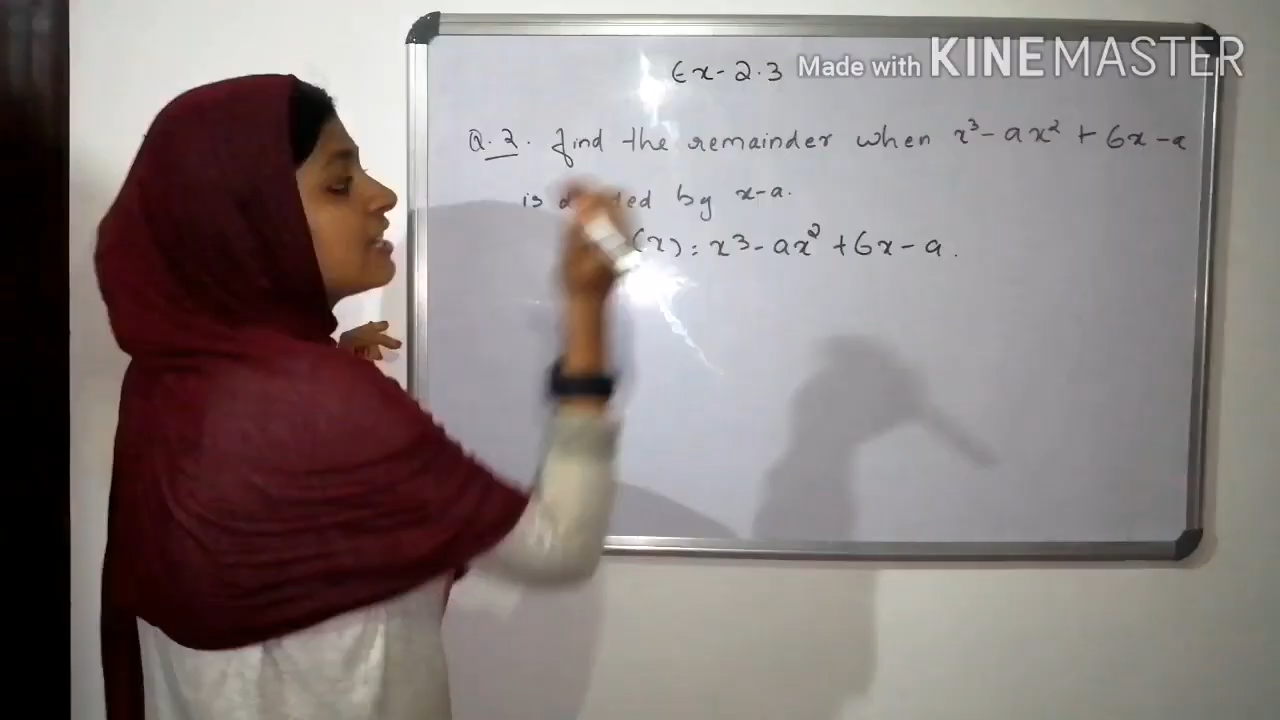 Made with KINEMASTER
Ex-2.3
Q.2. find the remainder when x³-ax²+6x-a
is by x-a.
(x)=x³-ax²+6x-a.